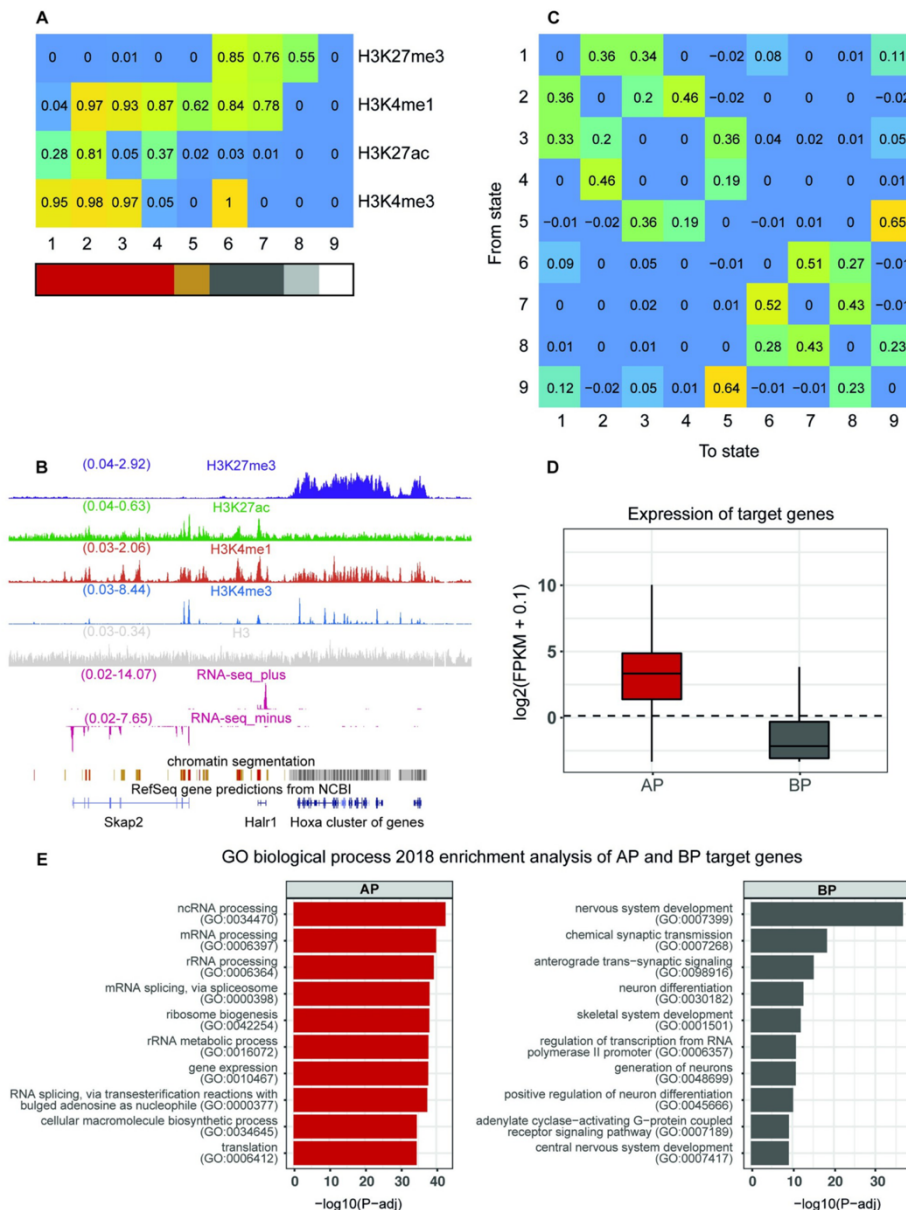 A
0 0 0.01 0 0 0.85 0.76 0.55 0 H3K27me3
0.04 0.97 0.93 0.87 0.62 0.84 0.78 0 0 H3K4me1
0.28 0.81 0.05 0.37 0.02 0.03 0.01 0 0 H3K27ac
0.95 0.98 0.97 0.05 0 1 0 0 0 H3K4me3
1 2 3 4 5 6 7 8 9
C
From state
1 0 0.36 0.34 0 −0.02 0.08 0 0.01 0.11
2 0.36 0 0.2 0.46 −0.02 0 0 0 −0.02
3 0.33 0.2 0 0 0.36 0.04 0.02 0.01 0.05
4 0 0.46 0 0 0.19 0 0 0 0.01
5 −0.01 −0.02 0.36 0.19 0 −0.01 0.01 0 0.65
6 0.09 0 0.05 0 −0.01 0 0.51 0.27 0
7 0 0 0.02 0 0.01 0.52 0 0.43 −0.01
8 0.01 0 0.01 0 0 0.28 0.43 0 0.23
9 0.12 −0.02 0.05 0.01 0.64 −0.01 −0.01 0.23 0
1 2 3 4 5 6 7 8 9
To state
B
(0.04-2.92) H3K27me3
(0.04-0.63) H3K27ac
(0.03-2.06) H3K4me1
(0.03-8.44) H3K4me3
(0.03-0.34) H3
(0.02-14.07) RNA-seq_plus
(0.02-7.65) RNA-seq_minus
chromatin segmentation
RefSeq gene predictions from NCBI
Skap2 Halr1 Hoxa cluster of genes
D
Expression of target genes
log2(FPKM + 0.1)
10
5
0
AP BP
E
GO biological process 2018 enrichment analysis of AP and BP target genes
AP
ncRNA processing
(GO:0034470)
mRNA processing
(GO:0006397)
rRNA processing
(GO:0006364)
mRNA splicing, via spliceosome
(GO:0000398)
ribosome biogenesis
(GO:0042254)
rRNA metabolic process
(GO:0016072)
gene expression
(GO:0010467)
RNA splicing, via transesterification reactions with
bulged adenosine as nucleophile (GO:0000377)
cellular macromolecule biosynthetic process
(GO:0034645)
translation
(GO:0006412)
0 10 20 30 40
−log10(P−adj)
BP
nervous system development
(GO:0007399)
chemical synaptic transmission
(GO:0007268)
anterograde trans−synaptic signaling
(GO:0098916)
neuron differentiation
(GO:0030182)
skeletal system development
(GO:0001501)
regulation of transcription from RNA
polymerase II promoter (GO:0006357)
generation of neurons
(GO:0048699)
positive regulation of neuron differentiation
(GO:0045666)
adenylate cyclase−activating G−protein coupled
receptor signaling pathway (GO:0007189)
central nervous system development
(GO:0007417)
0 10 20 30
−log10(P−adj)